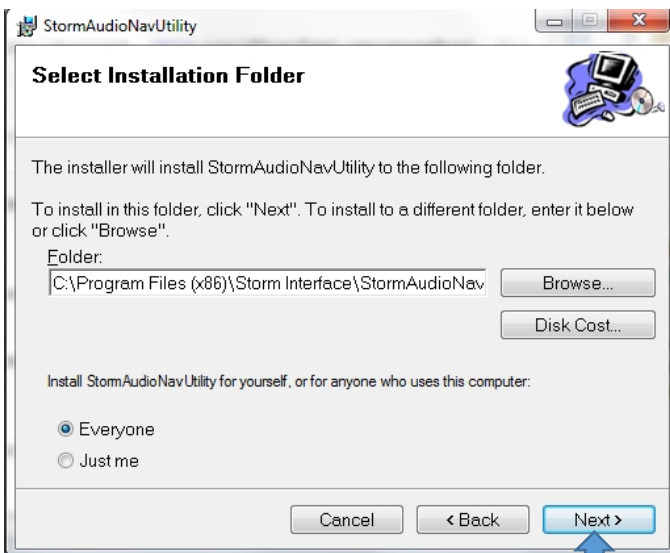 StormAudioNavUtility
Select Installation Folder
The installer will install StormAudioNavUtility to the following folder.
To install in this folder, click "Next". To install to a different folder, enter it below
or click "Browse".
Folder:
C:\Program Files (x86)\Storm Interface\StormAudioNav
Browse...
Disk Cost...
Install StormAudioNavUtility for yourself, or for anyone who uses this computer:
Everyone
Just me
Cancel
< Back
Next >